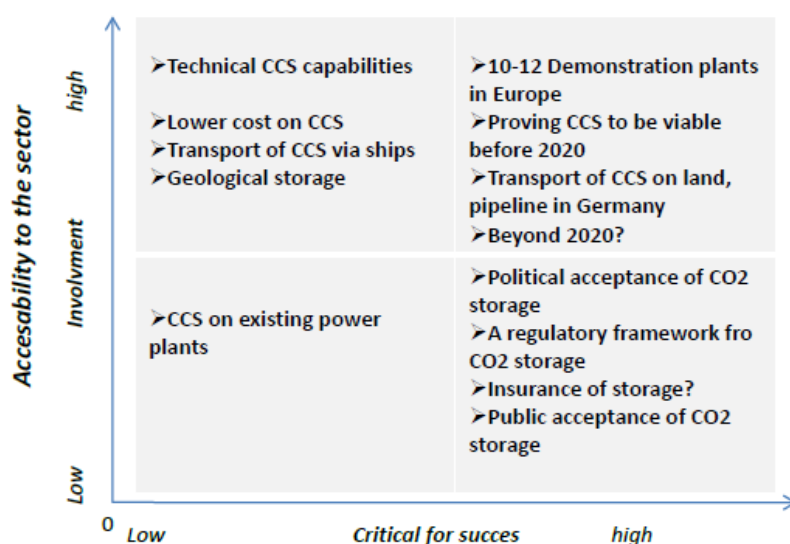 Accesability to the sector
high
Involvment
Low
➢Technical CCS capabilities
➢Lower cost on CCS
➢Transport of CCS via ships
➢Geological storage
➢10-12 Demonstration plants
in Europe
➢Proving CCS to be viable
before 2020
➢Transport of CCS on land,
pipeline in Germany
➢Beyond 2020?
➢CCS on existing power
plants
➢Political acceptance of CO2
storage
➢A regulatory framework fro
CO2 storage
➢Insurance of storage?
➢Public acceptance of CO2
storage
0
Low
Critical for succes
high